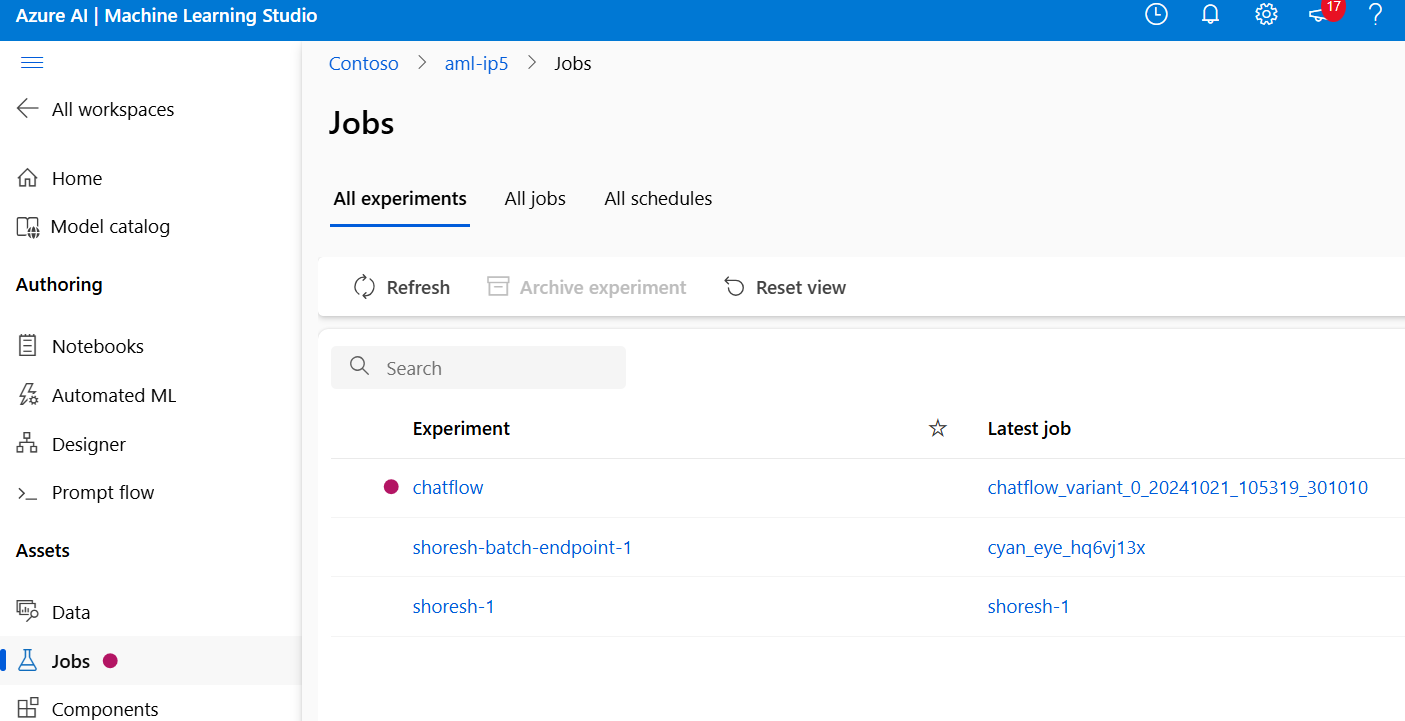 Azure AI | Machine Learning Studio
17
All workspaces
Home
Model catalog
Authoring
Notebooks
Automated ML
Designer
Prompt flow
Assets
Data
Jobs
Components
Contoso > aml-ip5 > Jobs
Jobs
All experiments All jobs All schedules
Refresh Archive experiment Reset view
Search
Experiment Latest job
chatflow chatflow_variant_0_20241021_105319_301010
shoresh-batch-endpoint-1 cyan_eye_hq6vj13x
shoresh-1 shoresh-1